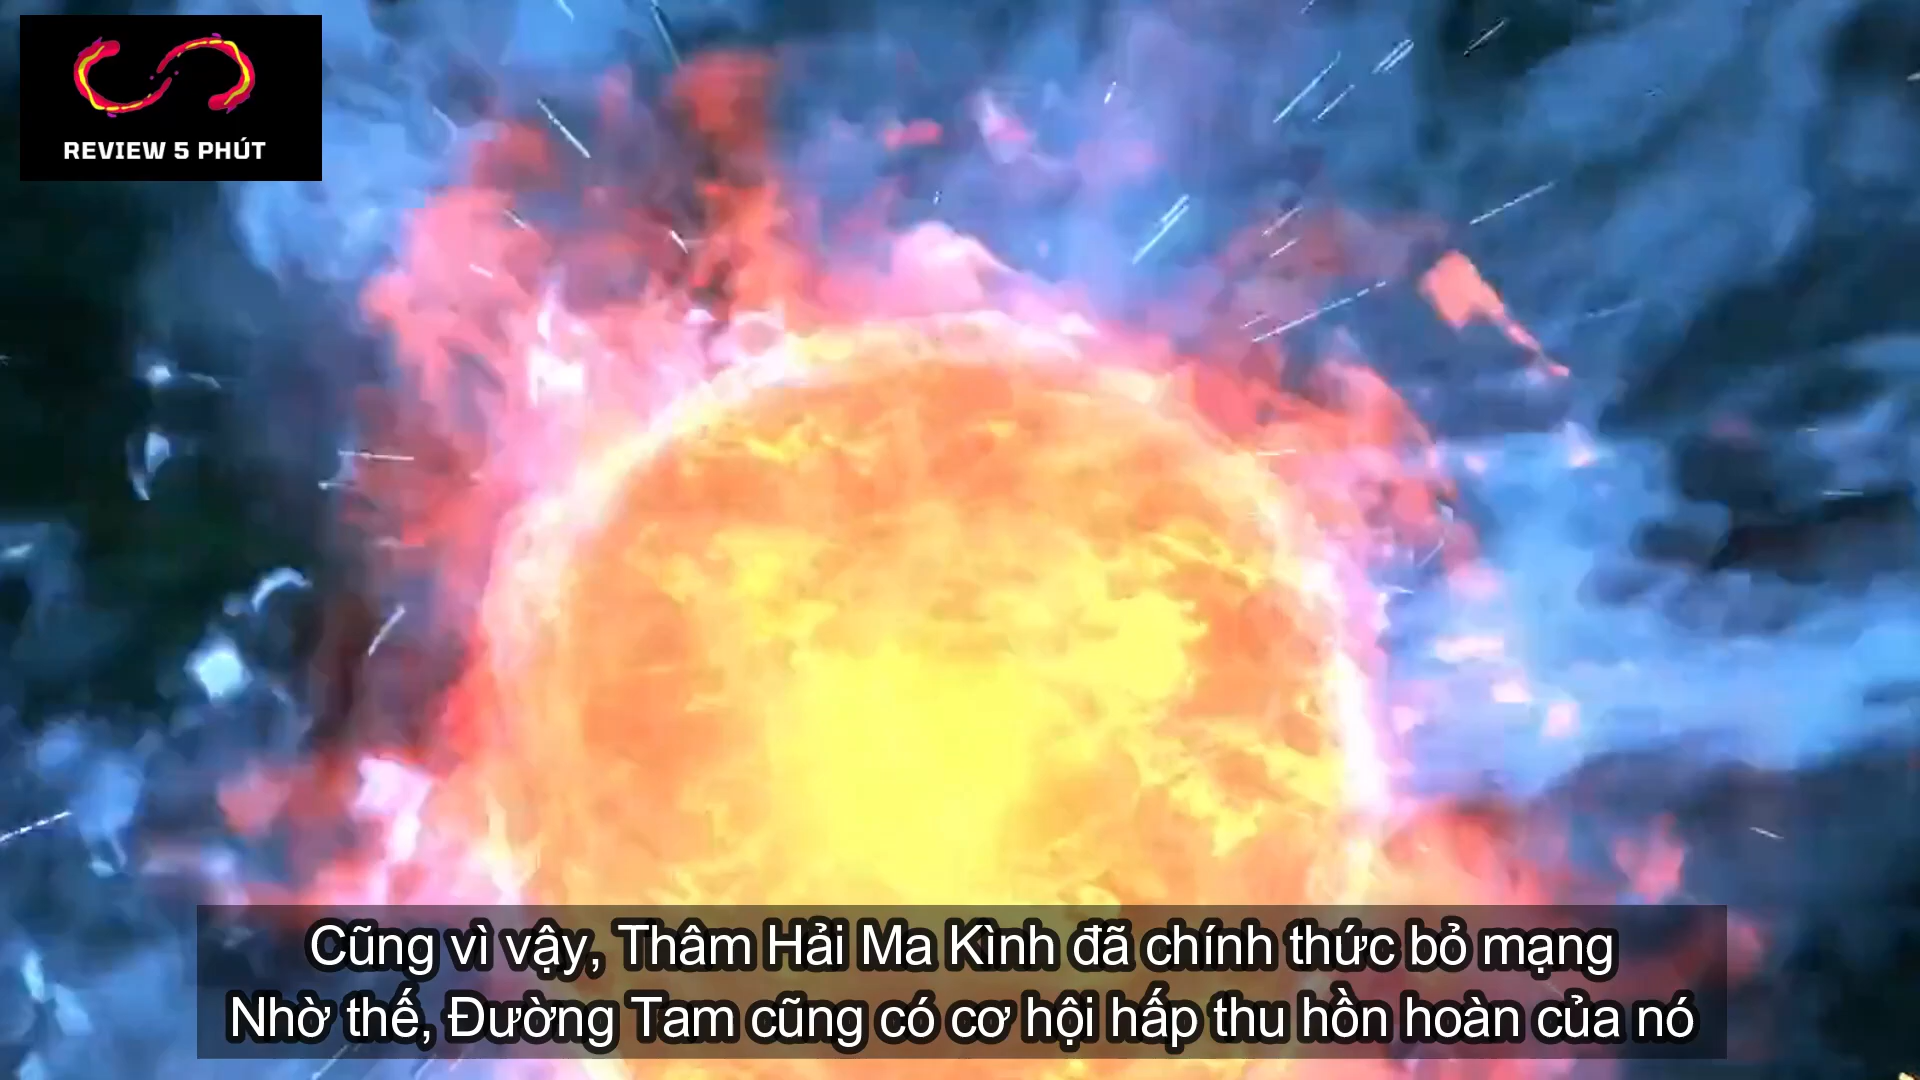 REVIEW 5 PHÚT
Cũng vì vậy, Thâm Hải Ma Kình đã chính thức bỏ mạng
Nhờ thế, Đường Tam cũng có cơ hội hấp thu hồn hoàn của nó